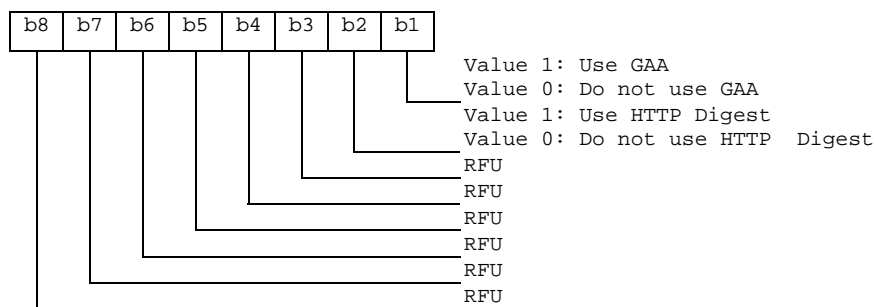 b8 b7 b6 b5 b4 b3 b2 b1
Value 1: Use GAA
Value 0: Do not use GAA
Value 1: Use HTTP Digest
Value 0: Do not use HTTP Digest
RFU
RFU
RFU
RFU
RFU
RFU